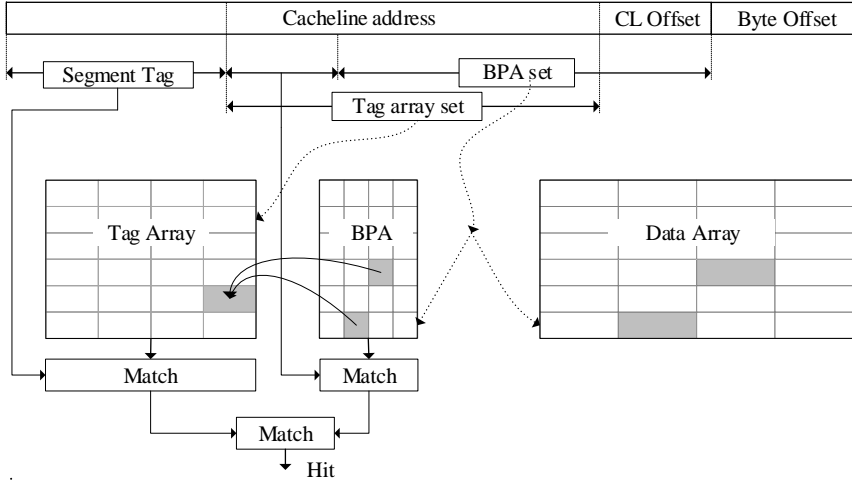 Cacheline address CL Offset Byte Offset
Segment Tag BPA set
Tag array set
Tag Array BPA Data Array
Match Match
Match
Hit